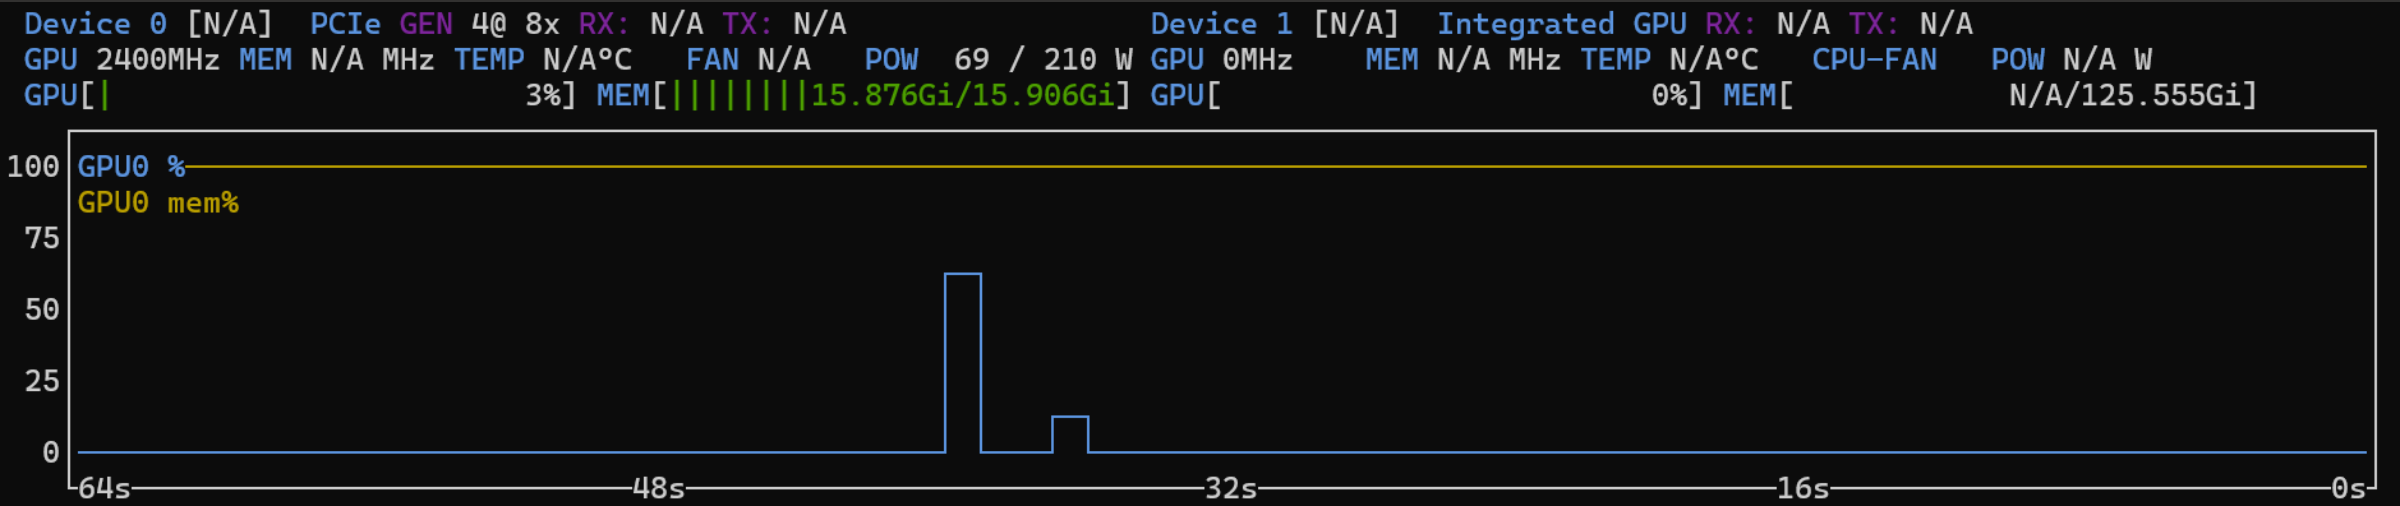 Device 0 [N/A] PCIe GEN 4@ 8x RX: N/A TX: N/A Device 1 [N/A] Integrated GPU RX: N/A TX: N/A
GPU 2400MHz MEM N/A MHz TEMP N/A°C FAN N/A POW 69 / 210 W GPU 0MHz MEM N/A MHz TEMP N/A°C CPU-FAN POW N/A W
GPU[| 3%] MEM[||||||||15.876Gi/15.906Gi] GPU[ 0%] MEM[ N/A/125.555Gi]
100 GPU0 %
GPU0 mem%
75
50
25
0
64s 48s 32s 16s 0s